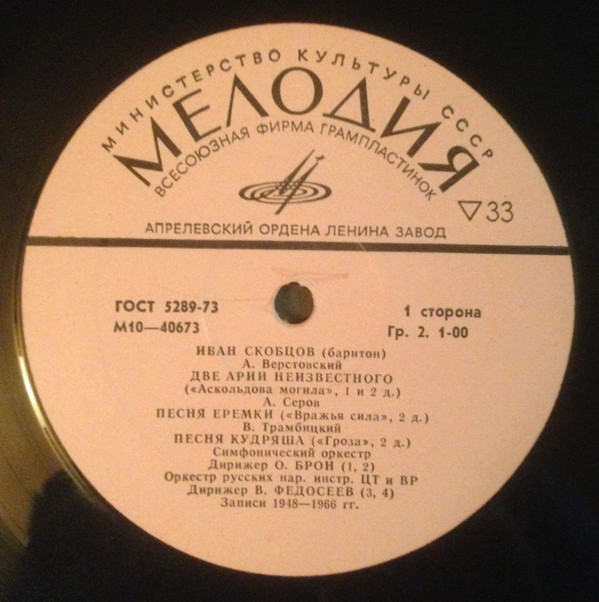 МИНИСТЕРСТВО КУЛЬТУРЫ СССР
МЕЛОДИЯ
ВСЕСОЮЗНАЯ ФИРМА ГРАМПЛАСТИНОК
▽33
АПРЕЛЕВСКИЙ ОРДЕНА ЛЕНИНА ЗАВОД
ГОСТ 5289-73
М10—40673
1 сторона
Гр. 2. 1-00
ИВАН СКОБЦОВ (баритон)
А. Верстовский
ДВЕ АРИИ НЕИЗВЕСТНОГО
(«Аскольдова могила», 1 и 2 д.)
А. Серов
ПЕСНЯ ЕРЕМКИ («Вражья сила», 2 д.)
В. Трамбицкий
ПЕСНЯ КУДРЯША («Гроза», 2 д.)
Симфонический оркестр
Дирижер О. БРОН (1, 2)
Оркестр русских нар. инстр. ЦТ и ВР
Дирижер В. ФЕДОСЕЕВ (3, 4)
Записи 1948—1966 гг.